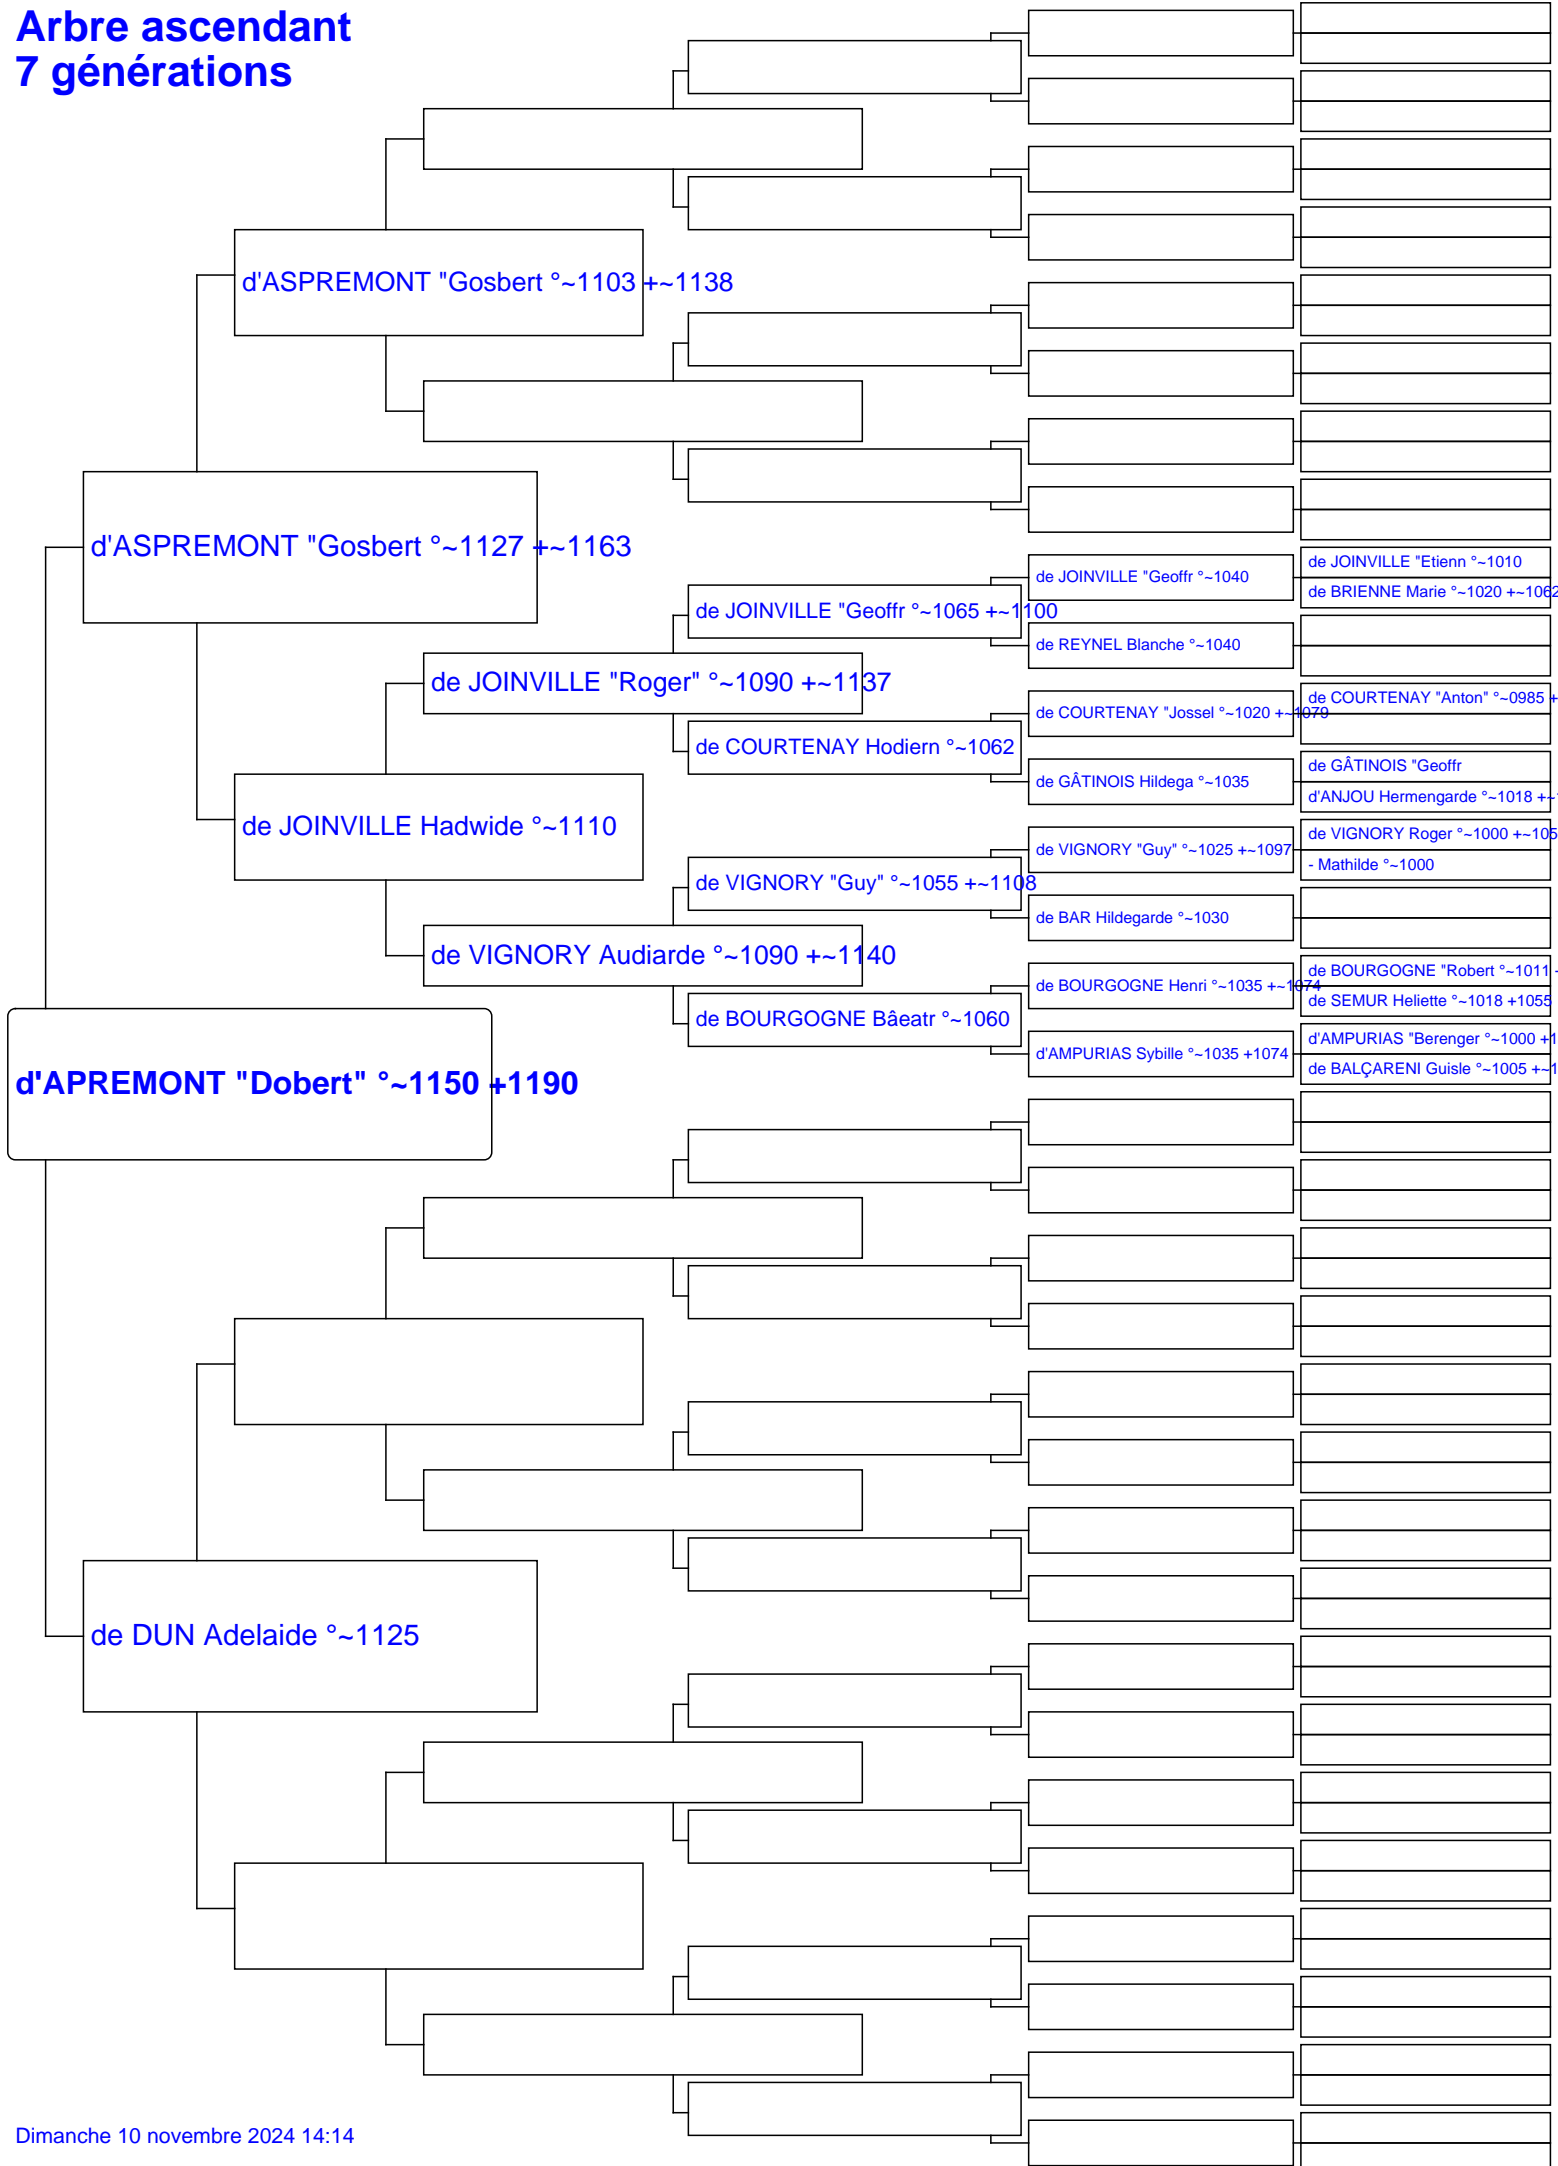 Arbre ascendant
7 générations
d'ASPREMONT "Gosbert °~1103 +~1138
d'ASPREMONT "Gosbert °~1127 +~1163
de JOINVILLE "Etienn °~1010
de JOINVILLE "Geoffr °~1040
de BRIENNE Marie °~1020 +~1062
de JOINVILLE "Geoffr °~1065 +~1100
de REYNEL Blanche °~1040
de JOINVILLE "Roger" °~1090 +~1137
de COURTENAY "Anton" °~0985 +
de COURTENAY "Jossel °~1020 +~1079
de COURTENAY Hodiern °~1062
de GÂTINOIS "Geoffr
de GÂTINOIS Hildega °~1035
d'ANJOU Hermengarde °~1018 +~
de JOINVILLE Hadwide °~1110
de VIGNORY Roger °~1000 +~105
de VIGNORY "Guy" °~1025 +~1097
- Mathilde °~1000
de VIGNORY "Guy" °~1055 +~1108
de BAR Hildegarde °~1030
de VIGNORY Audiarde °~1090 +~1140
de BOURGOGNE "Robert °~1011
de BOURGOGNE Henri °~1035 +~1074
de SEMUR Heliette °~1018 +1055
de BOURGOGNE Bâeatr °~1060
d'AMPURIAS "Berenger °~1000 +1
d'AMPURIAS Sybille °~1035 +1074
de BALÇARENI Guisle °~1005 +~1
d'APREMONT "Dobert" °~1150 +1190
de DUN Adelaide °~1125
Dimanche 10 novembre 2024 14:14